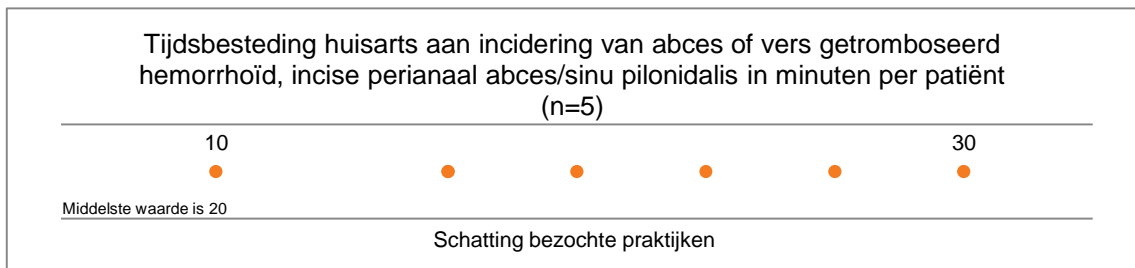 Tijdsbesteding huisarts aan incidering van abces of vers getromboseerd
hemorrhoïd, incise perianaal abces/sinu pilonidalis in minuten per patiënt
(n=5)
10 30
Middelste waarde is 20
Schatting bezochte praktijken